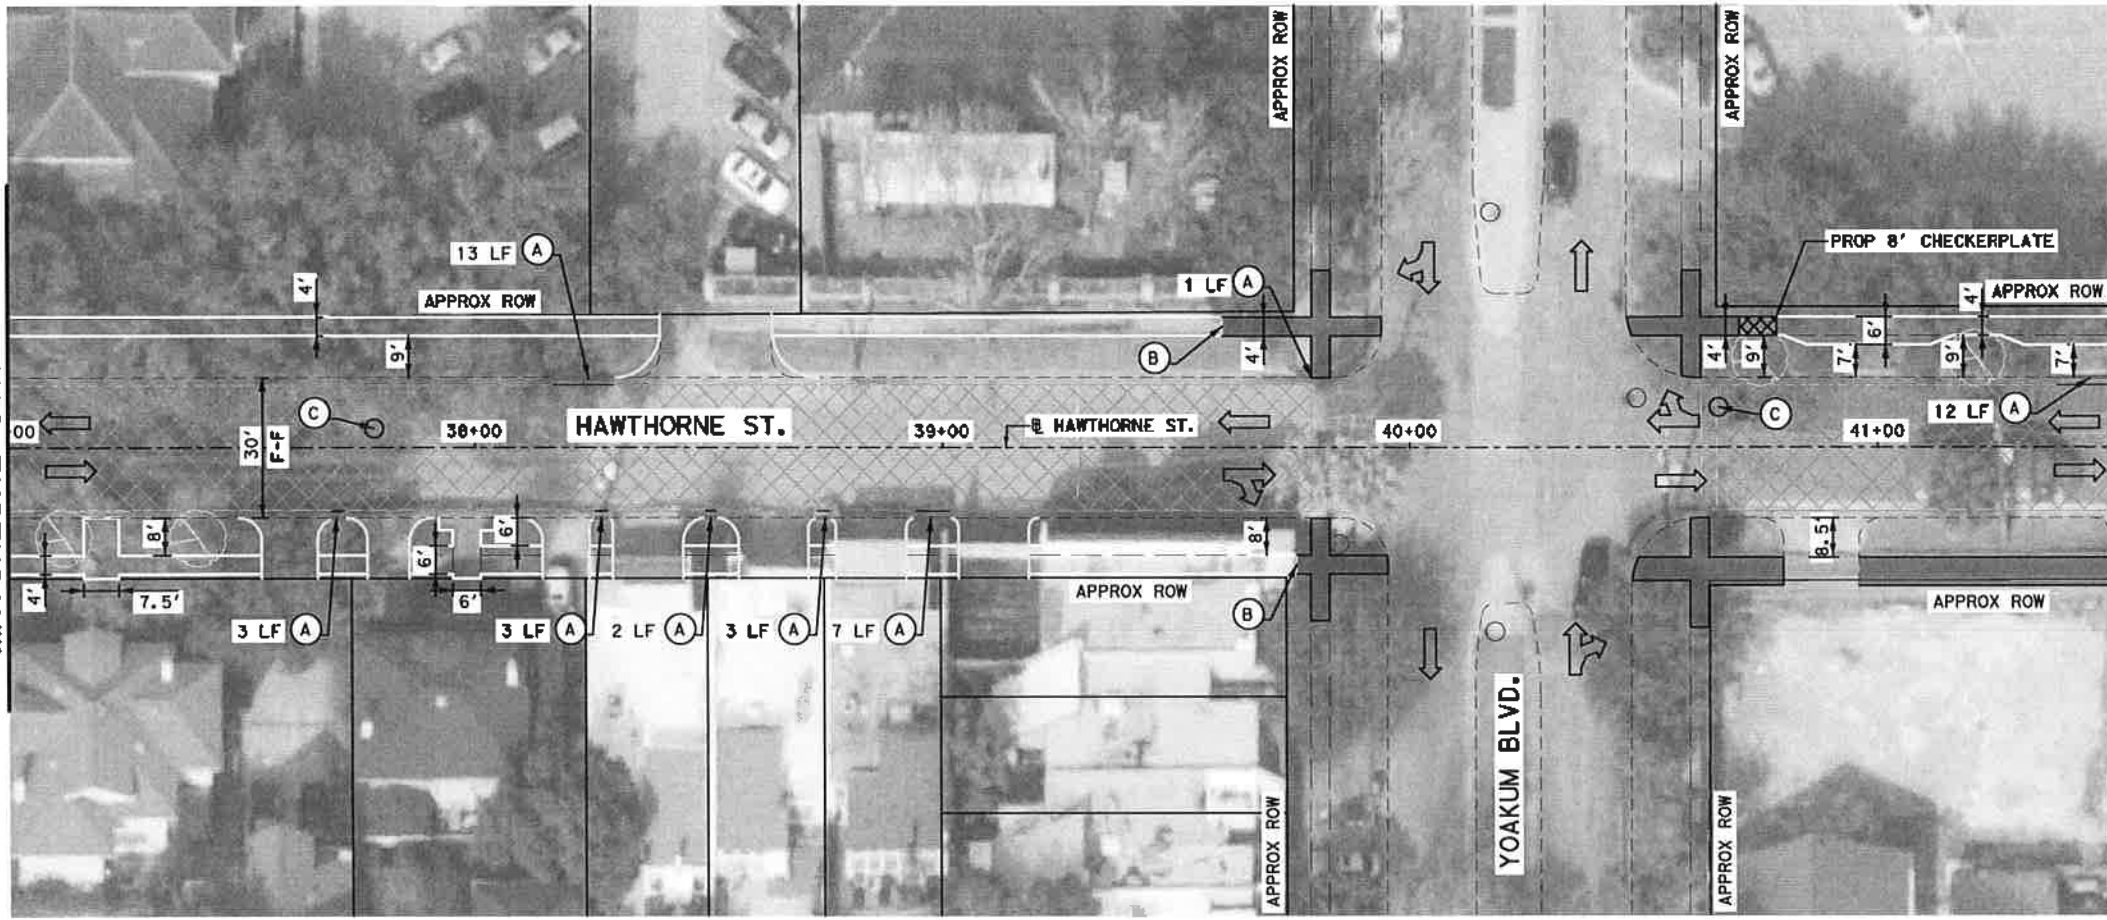 APPROX ROW
APPROX ROW
13 LF A
4'
APPROX ROW
9'
1 LF A
B
4'
PROP 8' CHECKERPLATE
4'
APPROX ROW
6'
4'
9'
7'
9'
7'
12 LF A
C
C
00
30'
F-F
38+00
HAWTHORNE ST.
39+00
℄ HAWTHORNE ST.
40+00
41+00
8'
4'
7.5'
6'
6'
6'
8'
8.5'
3 LF A
3 LF A
2 LF A
3 LF A
7 LF A
APPROX ROW
B
APPROX ROW
YOAKUM BLVD.
APPROX ROW
APPROX ROW